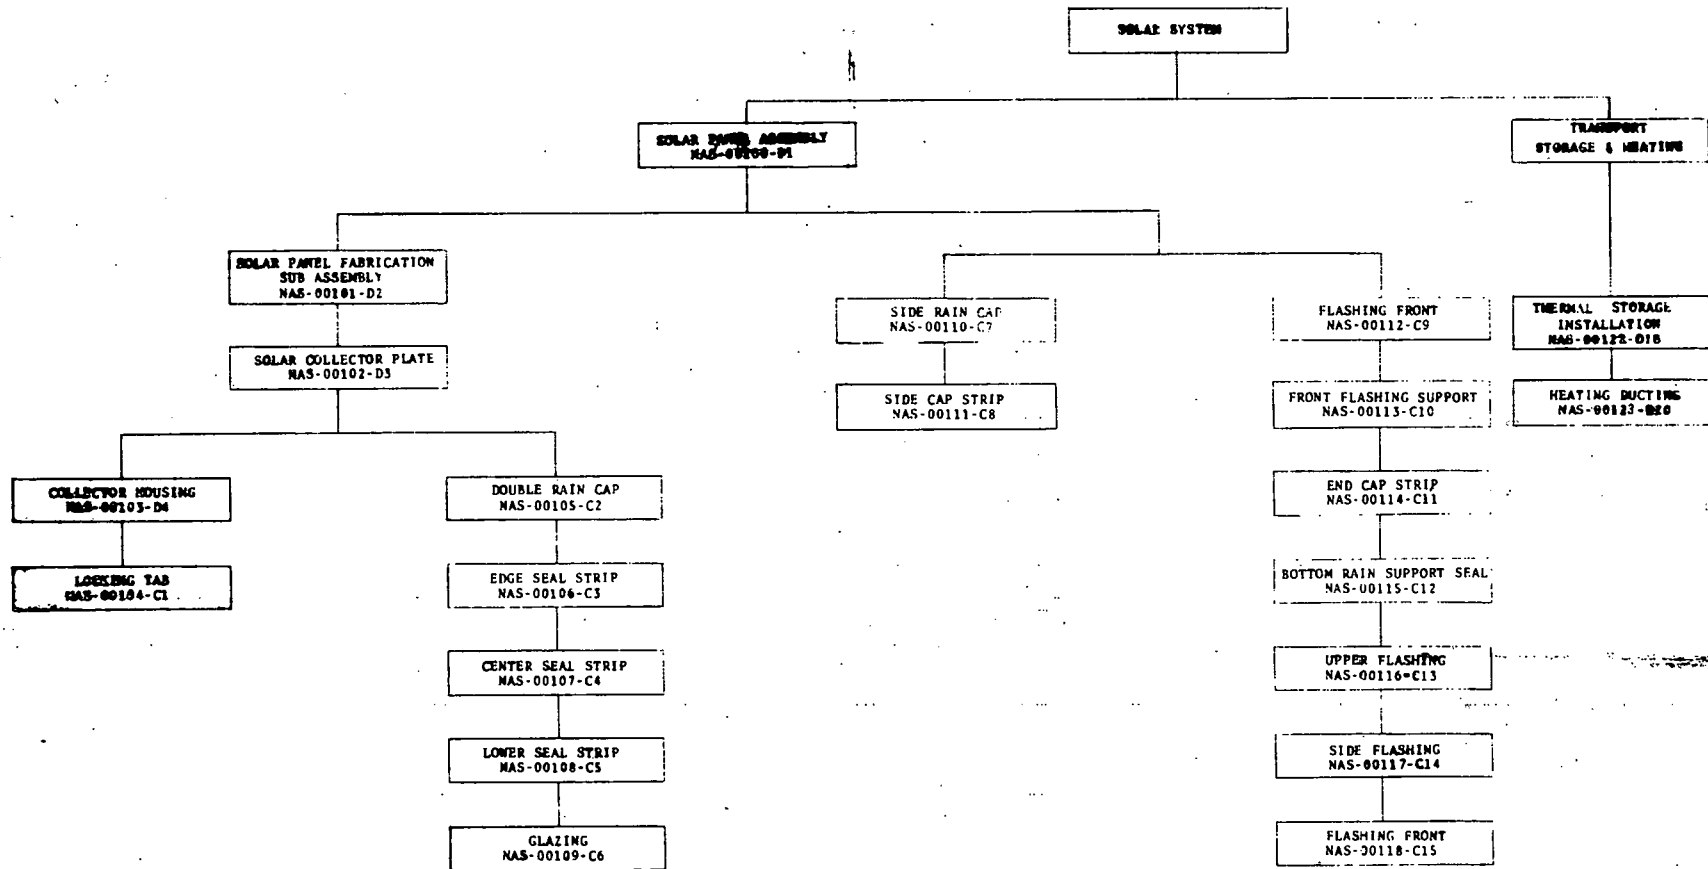 SOLAR SYSTEM
SOLAR PANEL ASSEMBLY
NAS-00100-D1
TRANSPORT
STORAGE & HEATING
SOLAR PANEL FABRICATION
SUB ASSEMBLY
NAS-00101-D2
SOLAR COLLECTOR PLATE
NAS-00102-D3
SIDE RAIN CAP
NAS-00110-C7
SIDE CAP STRIP
NAS-00111-C8
FLASHING FRONT
NAS-00112-C9
FRONT FLASHING SUPPORT
NAS-00113-C10
THERMAL STORAGE
INSTALLATION
HEATING DUCTING
COLLECTOR HOUSING
NAS-00103-D4
LOCKING TAB
NAS-00104-C1
DOUBLE RAIN CAP
NAS-00105-C2
EDGE SEAL STRIP
NAS-00106-C3
CENTER SEAL STRIP
NAS-00107-C4
LOWER SEAL STRIP
NAS-00108-C5
GLAZING
NAS-00109-C6
END CAP STRIP
NAS-00114-C11
BOTTOM RAIN SUPPORT SEAL
NAS-00115-C12
UPPER FLASHING
NAS-00116-C13
SIDE FLASHING
NAS-00117-C14
FLASHING FRONT
NAS-00118-C15